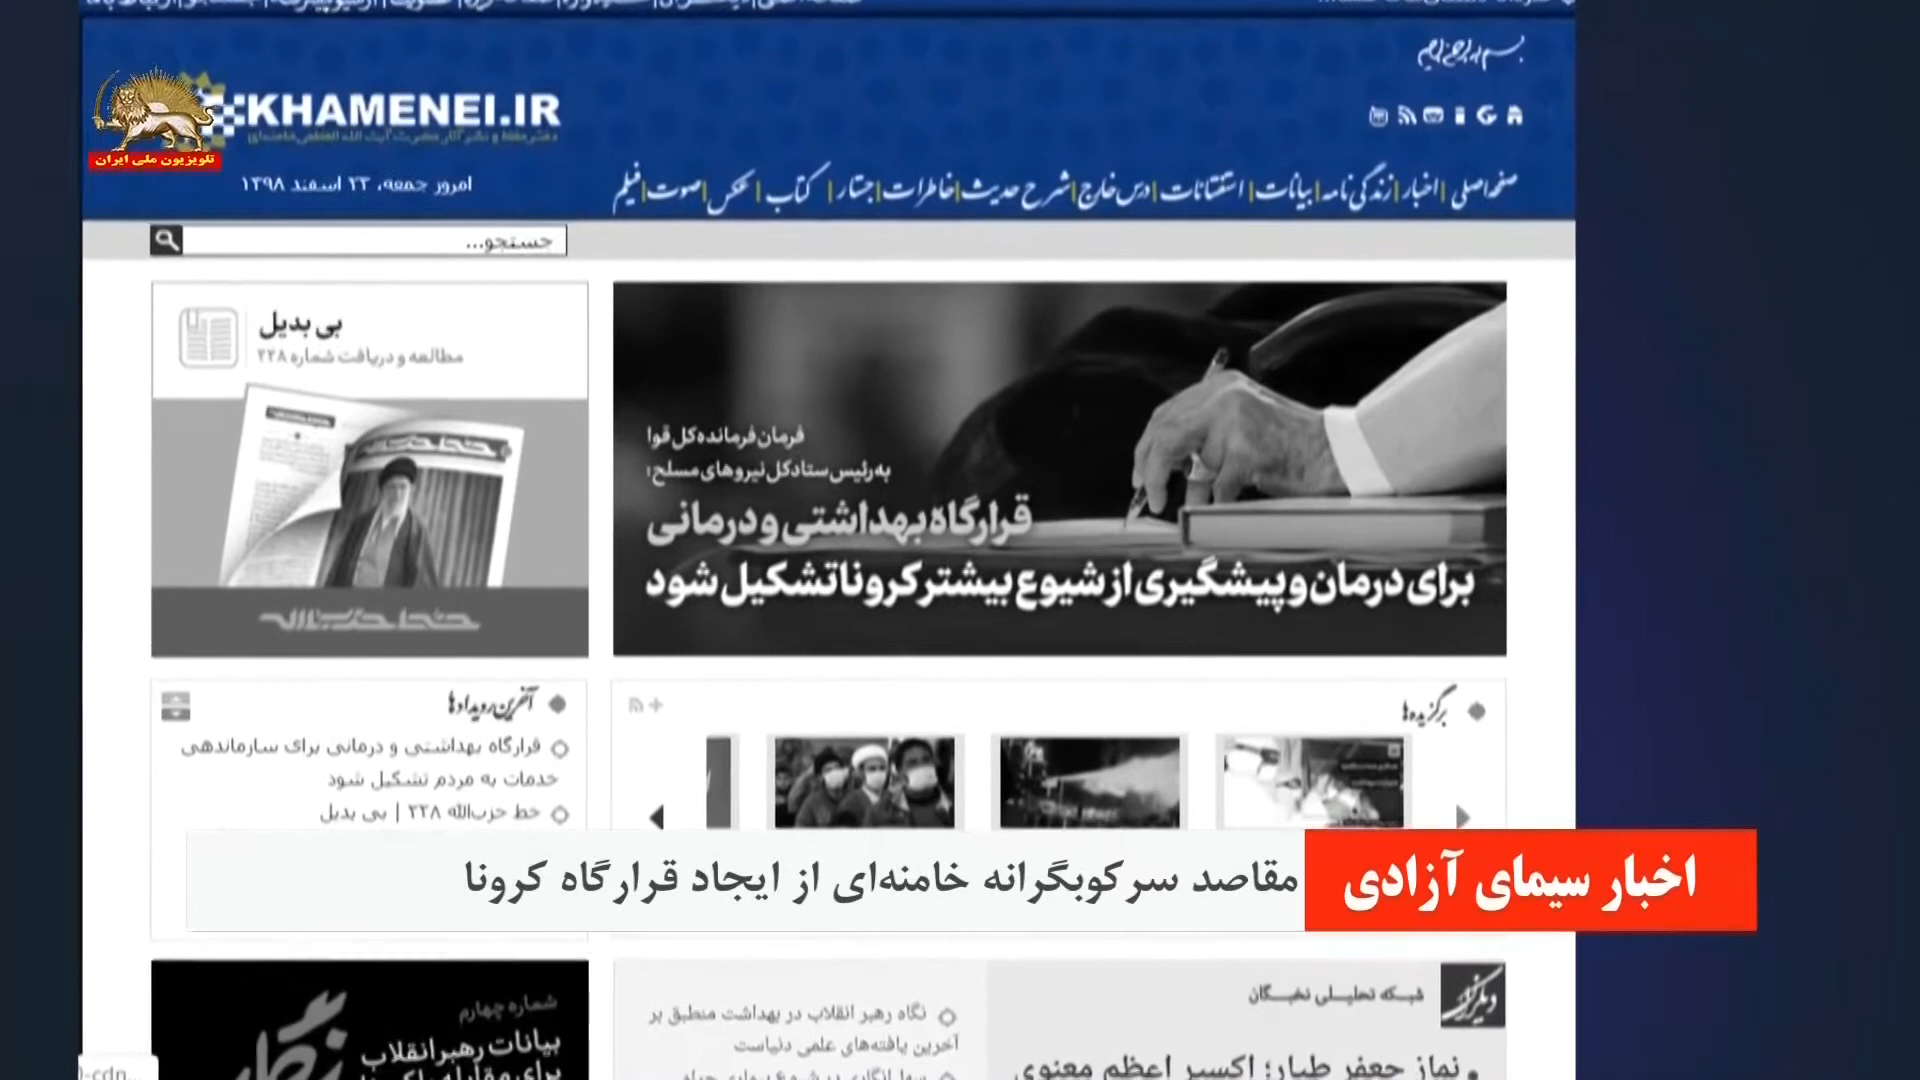 بسم الله الرحمن الرحیم
KHAMENEI.IR
تلویزیون ملی ایران
امروز جمعه، ۲۳ اسفند ۱۳۹۸
صفحه اصلی | اخبار | زندگی‌نامه | بیانات | استفتائات | درس خارج | شرح حدیث | خاطرات | جستار | کتاب | عکس | صوت | فیلم
جستجو...
فرمان فرمانده کل قوا
به رئیس ستاد کل نیروهای مسلح:
قرارگاه بهداشتی و درمانی
برای درمان و پیشگیری از شیوع بیشتر کرونا تشکیل شود
بی بدیل
مطالعه و دریافت شماره ۲۲۸
خط حزب‌الله
خط حزب‌الله
برگزیده‌ها
آخرین رویدادها
قرارگاه بهداشتی و درمانی برای سازماندهی
خدمات به مردم تشکیل شود
خط حزب‌الله ۲۲۸ | بی بدیل
اخبار سیمای آزادی
مقاصد سرکوبگرانه خامنه‌ای از ایجاد قرارگاه کرونا
شبکه تحلیلی نخبگان
نماز جعفر طیار؛ اکسیر اعظم معنوی
نگاه رهبر انقلاب در بهداشت منطبق بر
آخرین یافته‌های علمی دنیاست
شماره چهارم
بیانات رهبر انقلاب